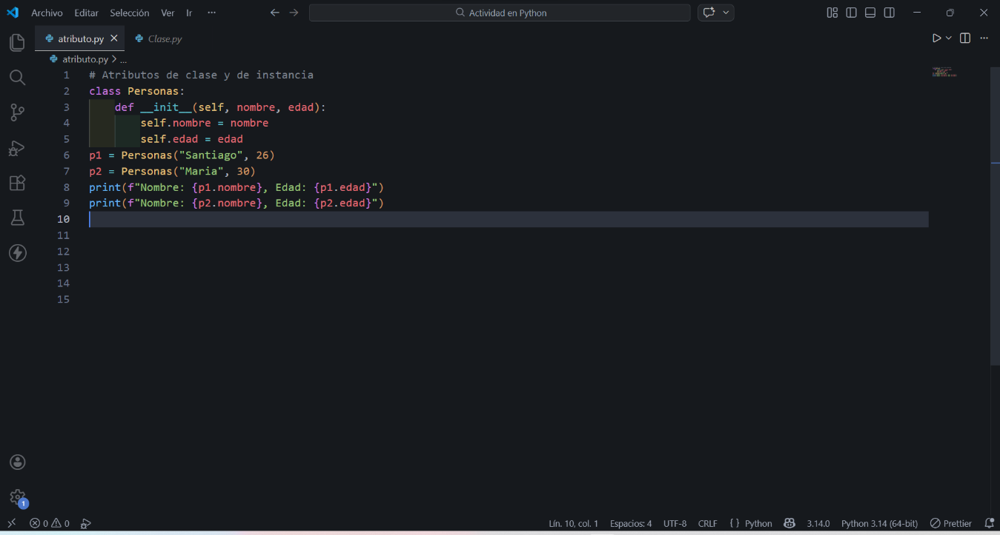 Archivo Editar Selección Ver Ir ··· Actividad en Python
atributo.py Clase.py
atributo.py > ...
1 # Atributos de clase y de instancia
2 class Personas:
3     def __init__(self, nombre, edad):
4         self.nombre = nombre
5         self.edad = edad
6 p1 = Personas("Santiago", 26)
7 p2 = Personas("Maria", 30)
8 print(f"Nombre: {p1.nombre}, Edad: {p1.edad}")
9 print(f"Nombre: {p2.nombre}, Edad: {p2.edad}")
10
11
12
13
14
15
1
0 0 Lín. 10, col. 1 Espacios: 4 UTF-8 CRLF { } Python 3.14.0 Python 3.14 (64-bit) Prettier